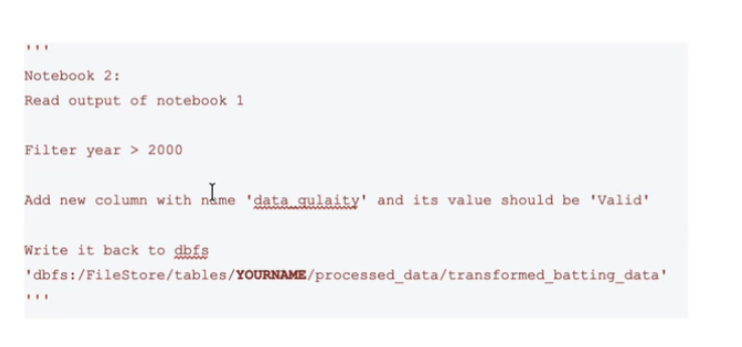 '''
Notebook 2:
Read output of notebook 1
Filter year > 2000
Add new column with name 'data_qulaity' and its value should be 'Valid'
Write it back to dbfs
'dbfs:/FileStore/tables/YOURNAME/processed_data/transformed_batting_data'
'''